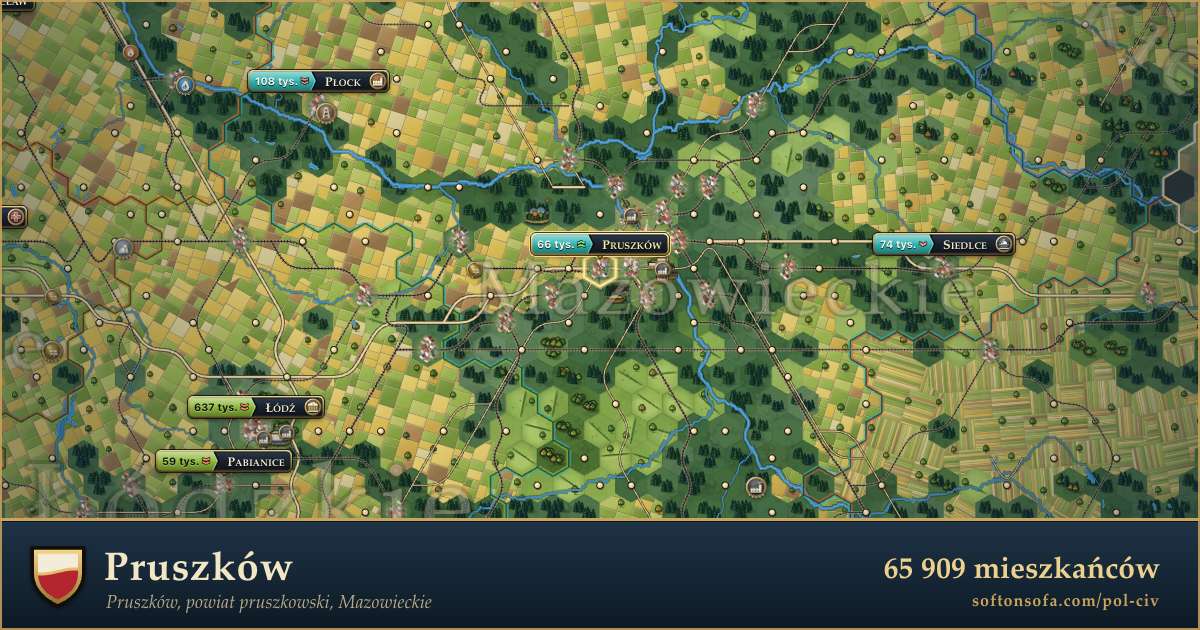 108 tys. PŁOCK
66 tys. PRUSZKÓW
74 tys. SIEDLCE
Mazowieckie
637 tys. ŁÓDŹ
59 tys. PABIANICE
Łódzkie
Pruszków
65 909 mieszkańców
Pruszków, powiat pruszkowski, Mazowieckie
softonsofa.com/pol-civ